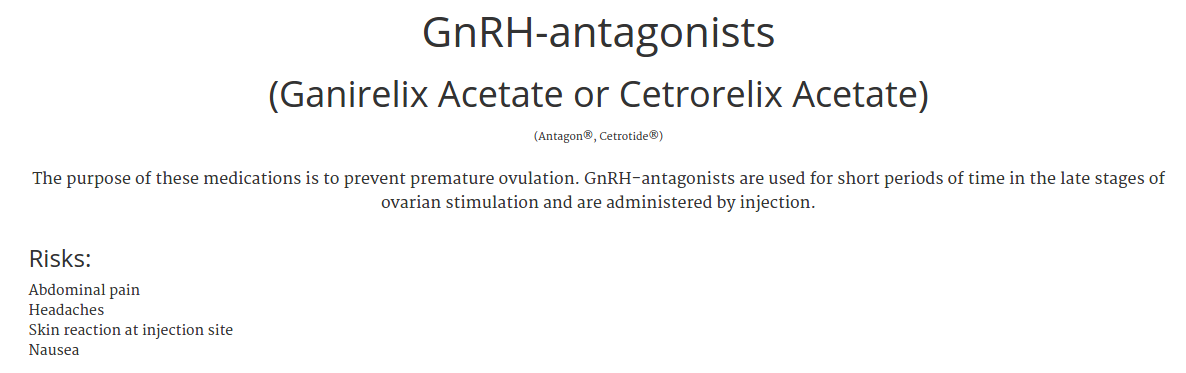 GnRH-antagonists
(Ganirelix Acetate or Cetrorelix Acetate)
(Antagon®, Cetrotide®)
The purpose of these medications is to prevent premature ovulation. GnRH-antagonists are used for short periods of time in the late stages of
ovarian stimulation and are administered by injection.
Risks:
Abdominal pain
Headaches
Skin reaction at injection site
Nausea